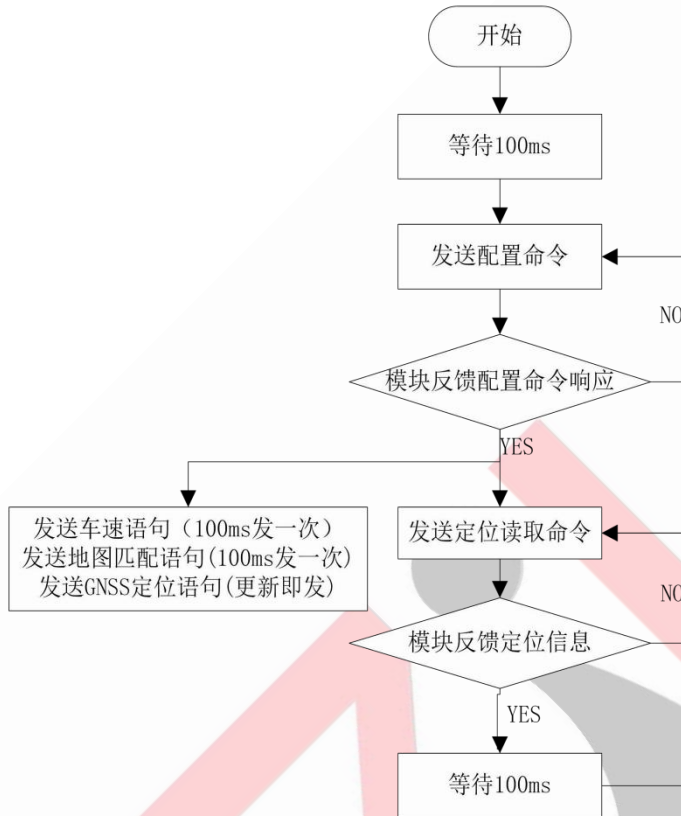 开始
等待100ms
发送配置命令
NO
模块反馈配置命令响应
YES
发送车速语句（100ms发一次）
发送地图匹配语句(100ms发一次)
发送GNSS定位语句(更新即发)
发送定位读取命令
NO
模块反馈定位信息
YES
等待100ms